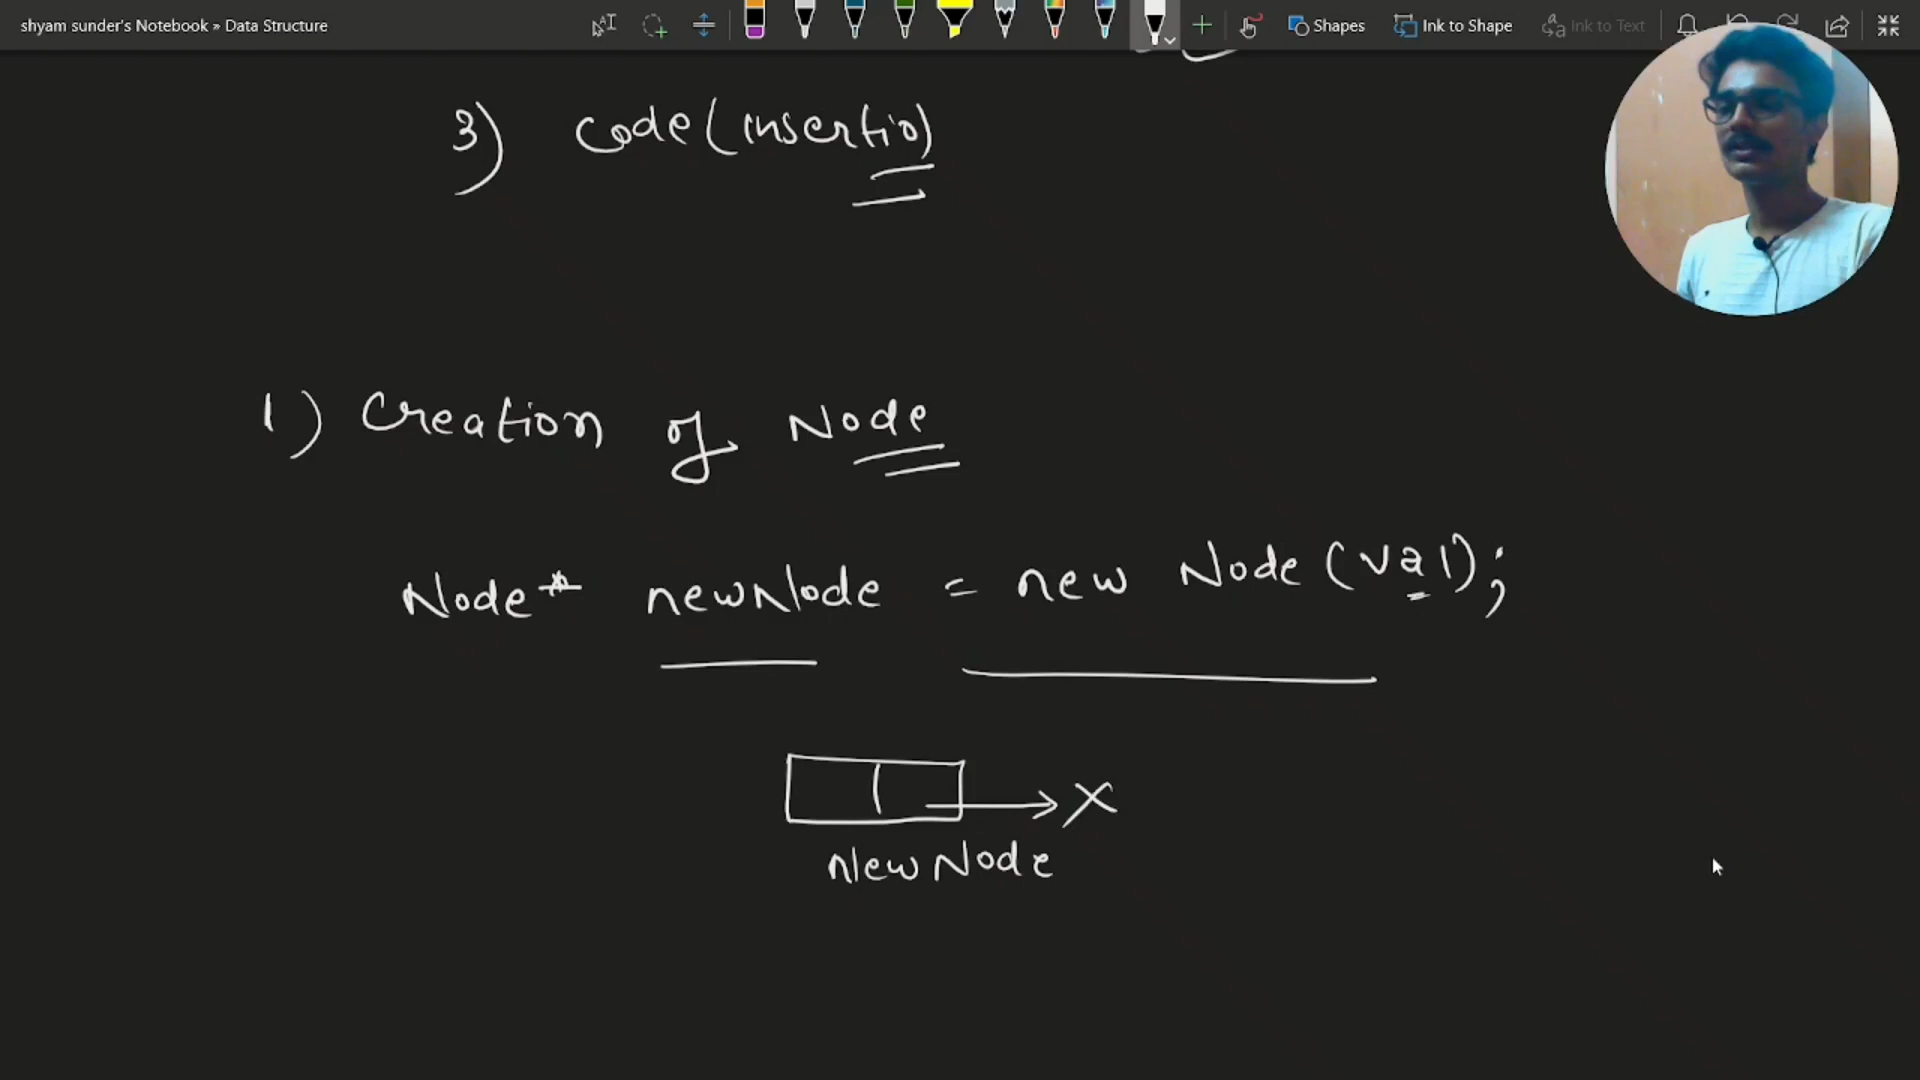 shyam sunder's Notebook » Data Structure
Shapes
Ink to Shape
Ink to Text
3) Code(insertio)
1) Creation of Node
Node* newNode = new Node(val);
NewNode